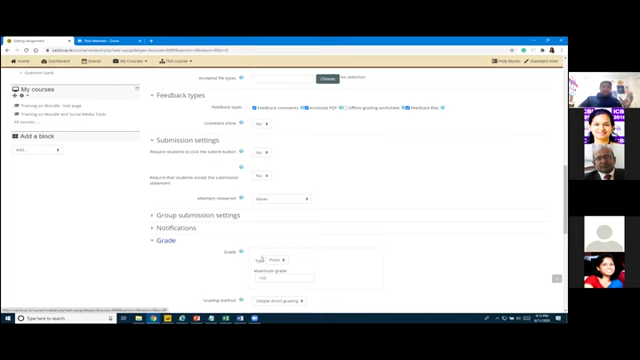 Editing Assignment
Home
Dashboard
Events
My Courses
This course
Hide blocks
Standard view
Question bank
My courses
Training on Moodle - test page
Training on Moodle and Social Media Tools
All courses ...
Add a block
Add...
Accepted file types
Choose
No selection
Feedback types
Feedback types
Feedback comments
Annotate PDF
Offline grading worksheet
Feedback files
Comment inline
No
Submission settings
Require students to click the submit button
No
Require that students accept the submission statement
No
Attempts reopened
Never
Group submission settings
Notifications
Grade
Grade
Type
Point
Maximum grade
100
Grading method
Simple direct grading
Type here to search